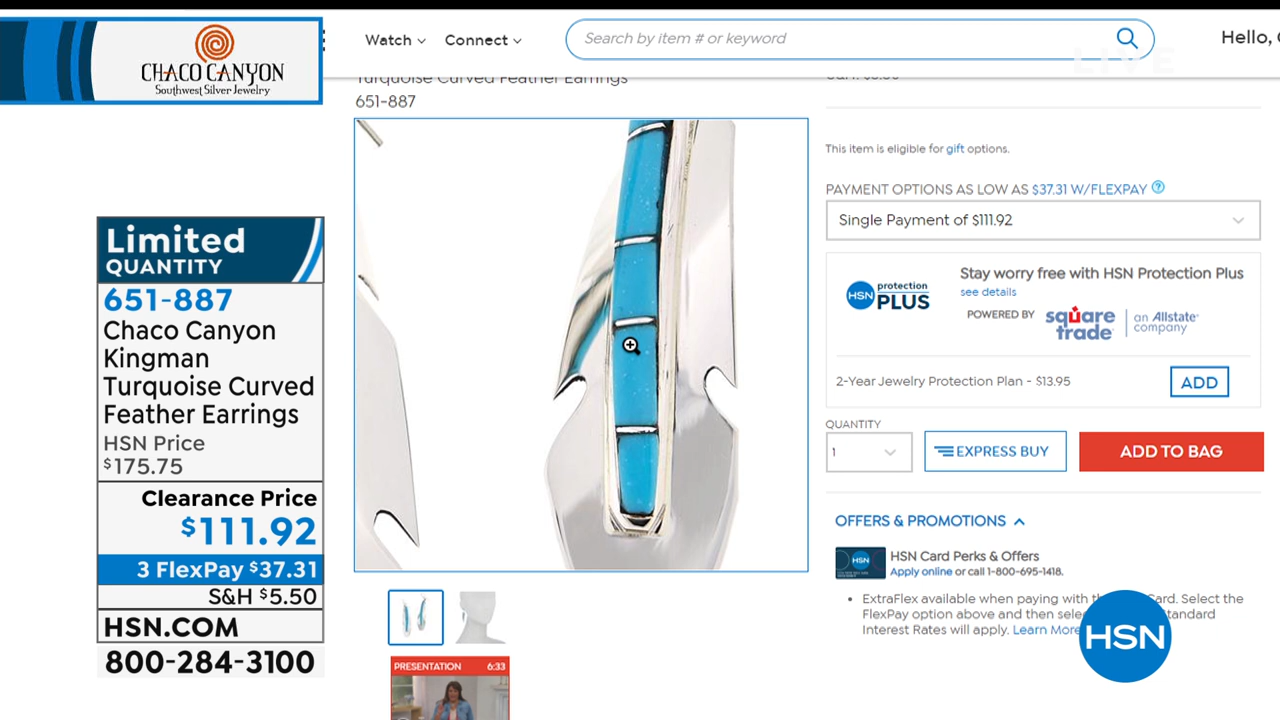 CHACO CANYON
Southwest Silver Jewelry
Watch
Connect
Search by item # or keyword
Hello,
LIVE
Turquoise Curved Feather Earrings
651-887
This item is eligible for gift options.
PAYMENT OPTIONS AS LOW AS $37.31 W/FLEXPAY
Single Payment of $111.92
Stay worry free with HSN Protection Plus
see details
HSN protection PLUS
POWERED BY square trade an Allstate company
2-Year Jewelry Protection Plan - $13.95
ADD
QUANTITY
1
EXPRESS BUY
ADD TO BAG
OFFERS & PROMOTIONS
HSN
HSN Card Perks & Offers
Apply online or call 1-800-695-1418.
ExtraFlex available when paying with Card. Select the
FlexPay option above and then
Interest Rates will apply. Learn More
HSN
Limited
QUANTITY
651-887
Chaco Canyon
Kingman
Turquoise Curved
Feather Earrings
HSN Price
$175.75
Clearance Price
$111.92
3 FlexPay $37.31
S&H $5.50
HSN.COM
800-284-3100
PRESENTATION 6:33